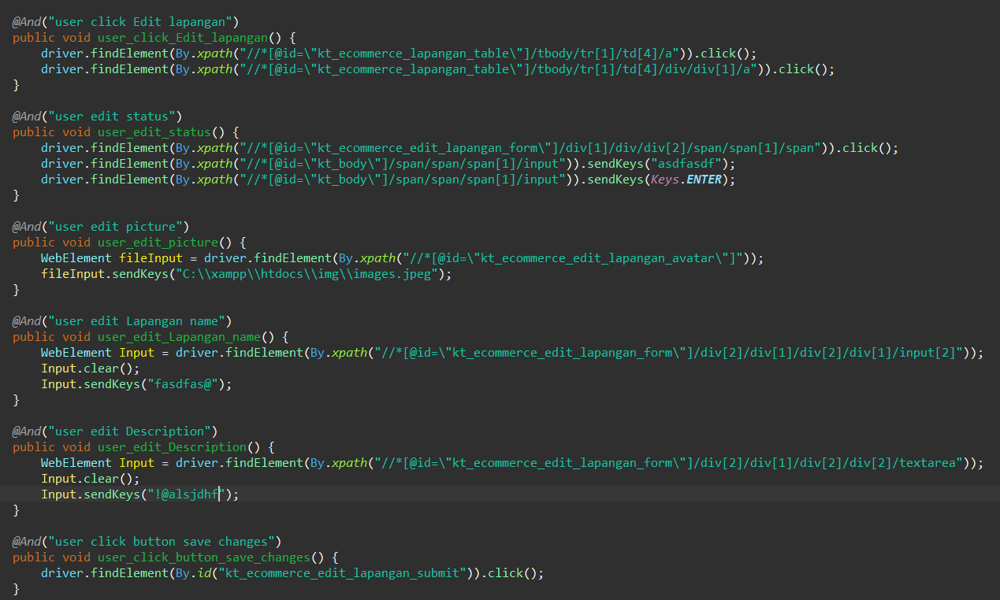 @And("user click Edit lapangan")
public void user_click_Edit_lapangan() {
    driver.findElement(By.xpath("//*[@id=\"kt_ecommerce_lapangan_table\"]/tbody/tr[1]/td[4]/a")).click();
    driver.findElement(By.xpath("//*[@id=\"kt_ecommerce_lapangan_table\"]/tbody/tr[1]/td[4]/div/div[1]/a")).click();
}

@And("user edit status")
public void user_edit_status() {
    driver.findElement(By.xpath("//*[@id=\"kt_ecommerce_edit_lapangan_form\"]/div[1]/div/div[2]/span/span[1]/span")).click();
    driver.findElement(By.xpath("//*[@id=\"kt_body\"]/span/span/span[1]/input")).sendKeys("asdfasdf");
    driver.findElement(By.xpath("//*[@id=\"kt_body\"]/span/span/span[1]/input")).sendKeys(Keys.ENTER);
}

@And("user edit picture")
public void user_edit_picture() {
    WebElement fileInput = driver.findElement(By.xpath("//*[@id=\"kt_ecommerce_edit_lapangan_avatar\"]"));
    fileInput.sendKeys("C:\\xampp\\htdocs\\img\\images.jpeg");
}

@And("user edit Lapangan name")
public void user_edit_Lapangan_name() {
    WebElement Input = driver.findElement(By.xpath("//*[@id=\"kt_ecommerce_edit_lapangan_form\"]/div[2]/div[1]/div[2]/div[1]/input[2]"));
    Input.clear();
    Input.sendKeys("fasdfas@");
}

@And("user edit Description")
public void user_edit_Description() {
    WebElement Input = driver.findElement(By.xpath("//*[@id=\"kt_ecommerce_edit_lapangan_form\"]/div[2]/div[1]/div[2]/div[2]/textarea"));
    Input.clear();
    Input.sendKeys("!@alsjdhf");
}

@And("user click button save changes")
public void user_click_button_save_changes() {
    driver.findElement(By.id("kt_ecommerce_edit_lapangan_submit")).click();
}